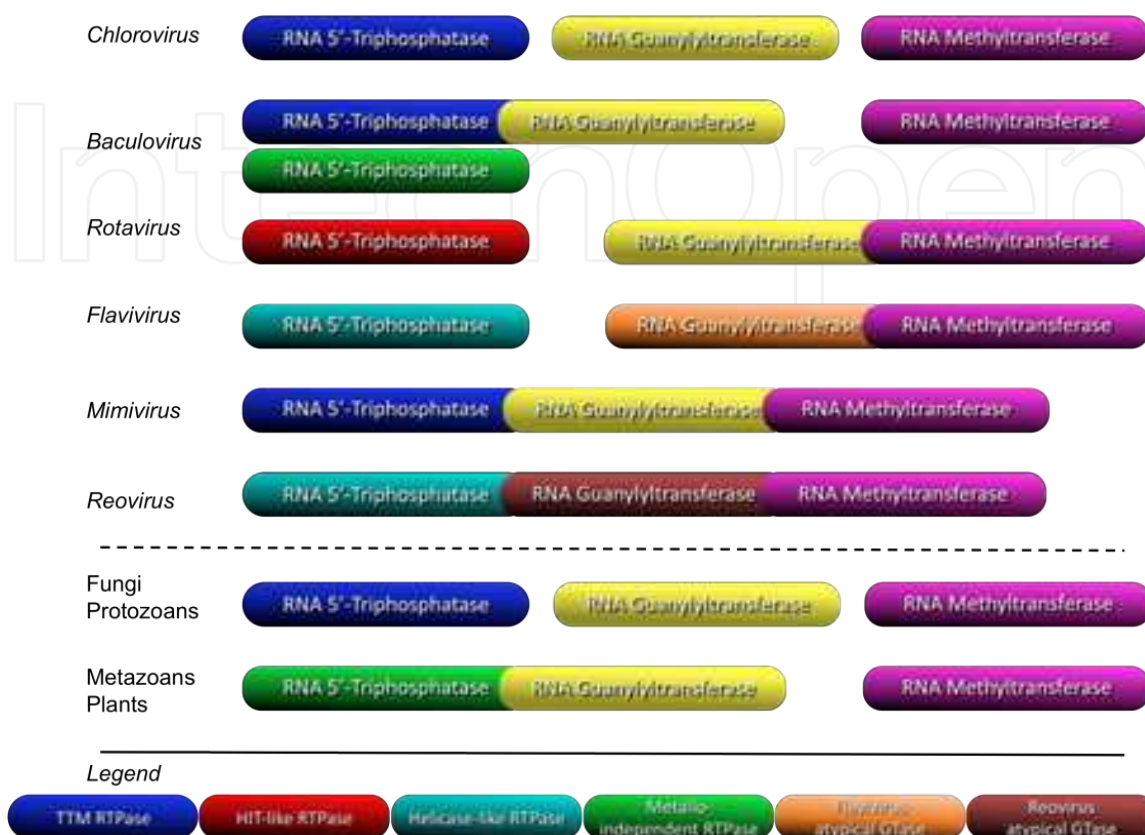 Chlorovirus
RNA 5′-Triphosphatase
RNA Guanylyltransferase
RNA Methyltransferase
Baculovirus
RNA 5′-Triphosphatase
RNA Guanylyltransferase
RNA Methyltransferase
RNA 5′-Triphosphatase
IntechOpen
Rotavirus
RNA 5′-Triphosphatase
RNA Guanylyltransferase
RNA Methyltransferase
Flavivirus
RNA 5′-Triphosphatase
RNA Guanylyltransferase
RNA Methyltransferase
Mimivirus
RNA 5′-Triphosphatase
RNA Guanylyltransferase
RNA Methyltransferase
Reovirus
RNA 5′-Triphosphatase
RNA Guanylyltransferase
RNA Methyltransferase
Fungi
Protozoans
RNA 5′-Triphosphatase
RNA Guanylyltransferase
RNA Methyltransferase
Metazoans
Plants
RNA 5′-Triphosphatase
RNA Guanylyltransferase
RNA Methyltransferase
Legend
TTM RTPase
HIT-like RTPase
Helicase-like RTPase
Metallo-
independent RTPase
atypical GTase
Reovirus
atypical GTase